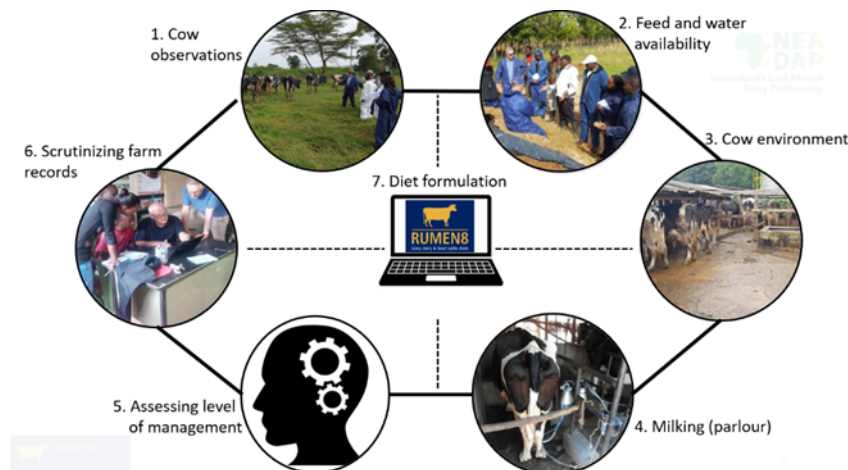 1. Cow
observations
2. Feed and water
availability
NEA
DAP
Netherlands East African
Dairy Partnership
3. Cow environment
6. Scrutinizing farm
records
7. Diet formulation
RUMEN8
5. Assessing level
of management
4. Milking (parlour)
RUMEN8